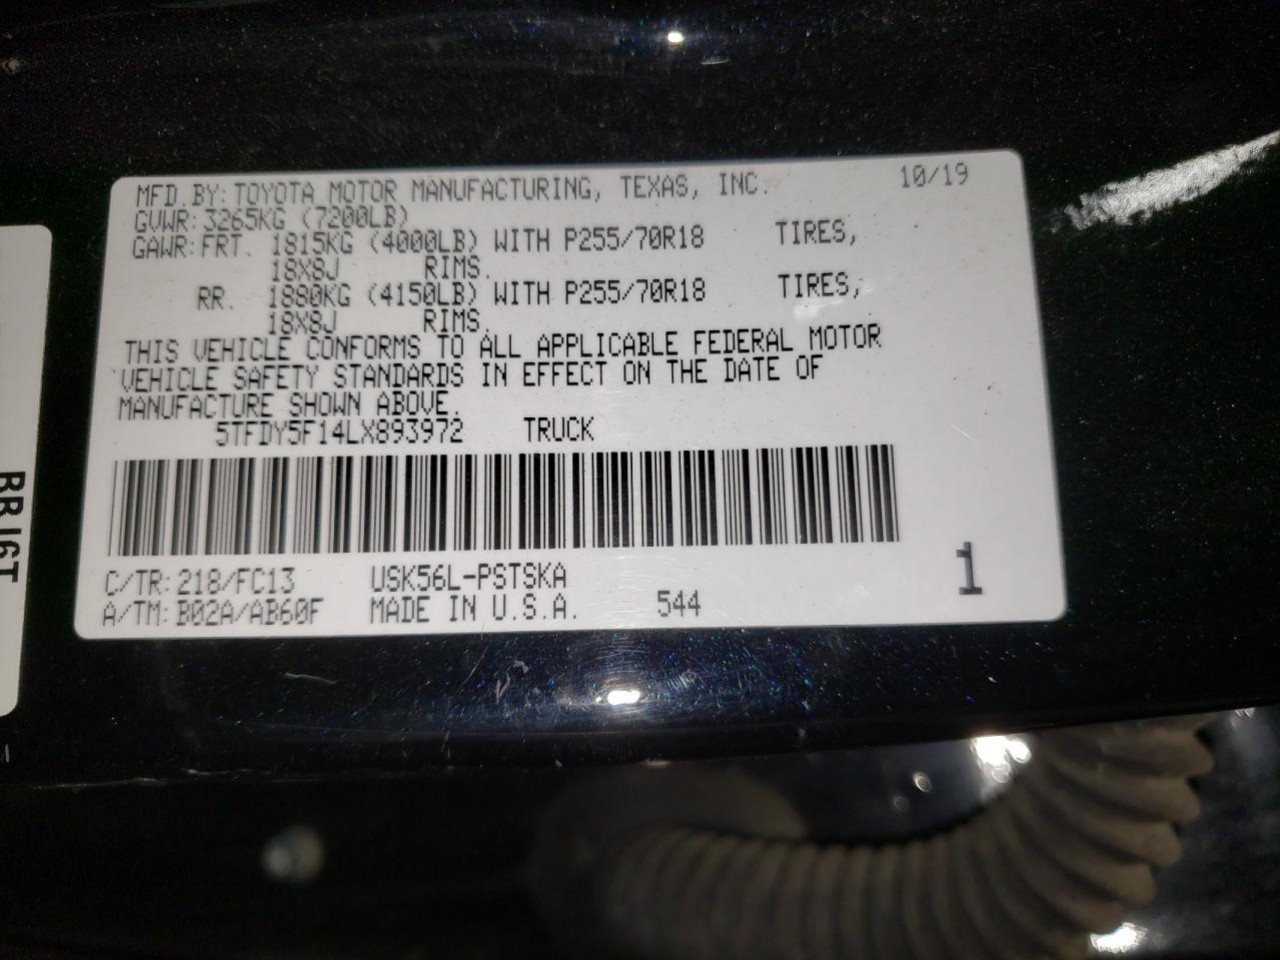 MFD.BY:TOYOTA MOTOR MANUFACTURING, TEXAS, INC. 10/19
GVWR:3265KG (7200LB)
GAWR:FRT. 1815KG (4000LB) WITH P255/70R18 TIRES,
18X8J RIMS.
RR. 1880KG (4150LB) WITH P255/70R18 TIRES,
18X8J RIMS.
THIS VEHICLE CONFORMS TO ALL APPLICABLE FEDERAL MOTOR
VEHICLE SAFETY STANDARDS IN EFFECT ON THE DATE OF
MANUFACTURE SHOWN ABOVE.
5TFDY5F14LX893972 TRUCK
C/TR:218/FC13 USK56L-PSTSKA 1
A/TM:B02A/AB60F MADE IN U.S.A. 544